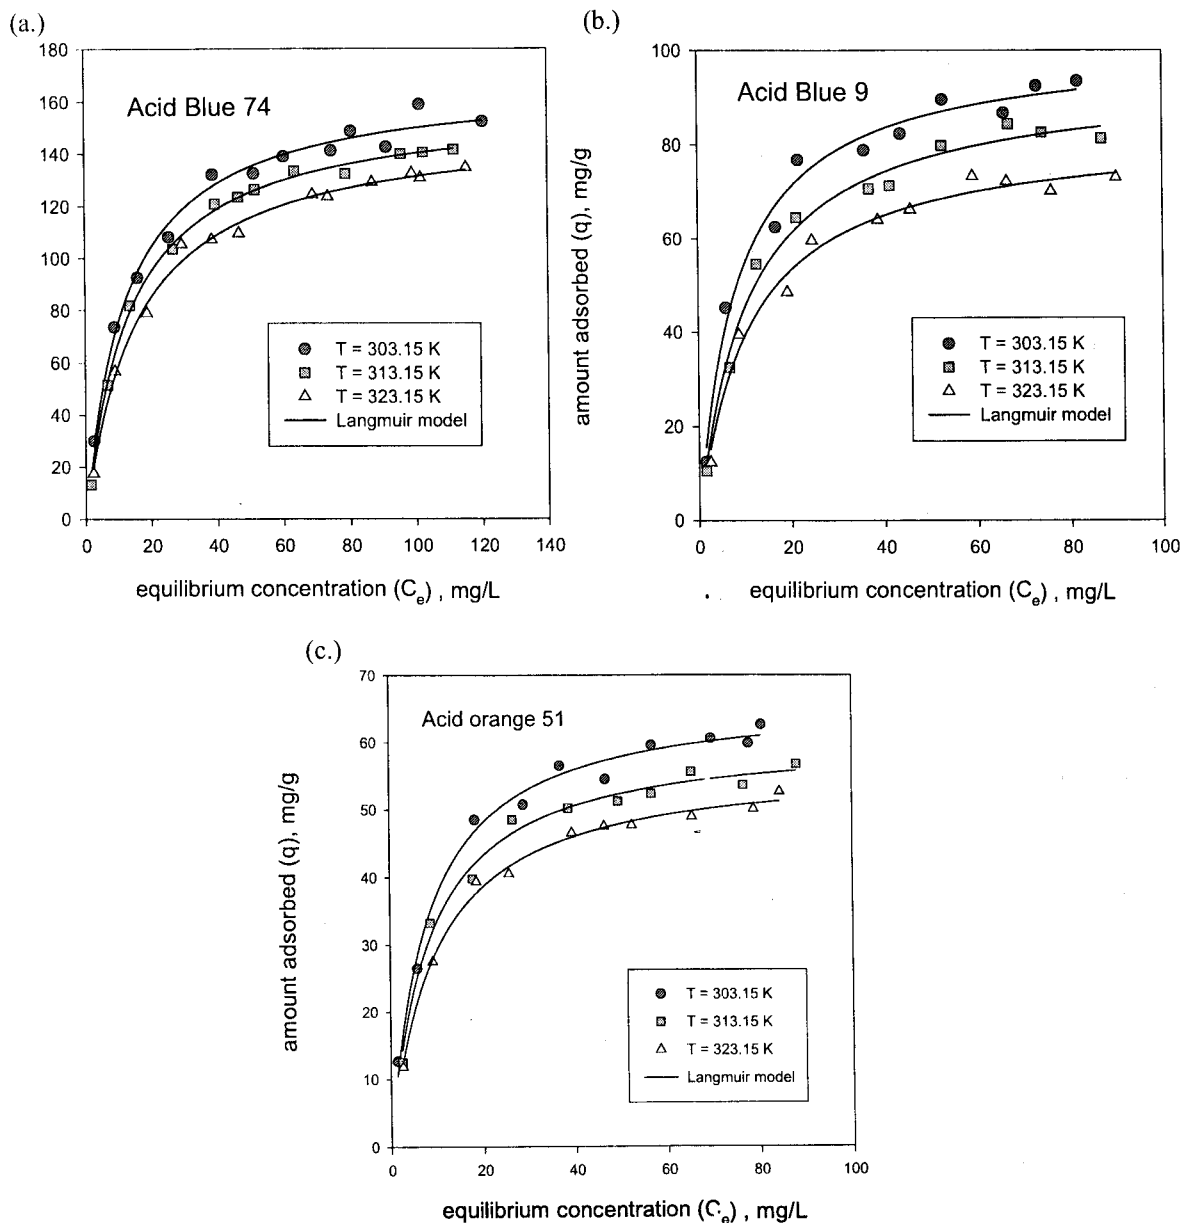 (a.)
180
160
140
120
100
80
60
40
20
0
Acid Blue 74
T = 303.15 K
T = 313.15 K
T = 323.15 K
Langmuir model
0 20 40 60 80 100 120 140
equilibrium concentration (Ce) , mg/L
(b.)
amount adsorbed (q), mg/g
100
80
60
40
20
0
Acid Blue 9
T = 303.15 K
T = 313.15 K
T = 323.15 K
Langmuir model
0 20 40 60 80 100
equilibrium concentration (Ce) , mg/L
(c.)
amount adsorbed (q), mg/g
70
60
50
40
30
20
10
0
Acid orange 51
T = 303.15 K
T = 313.15 K
T = 323.15 K
Langmuir model
0 20 40 60 80 100
equilibrium concentration (Ce) , mg/L